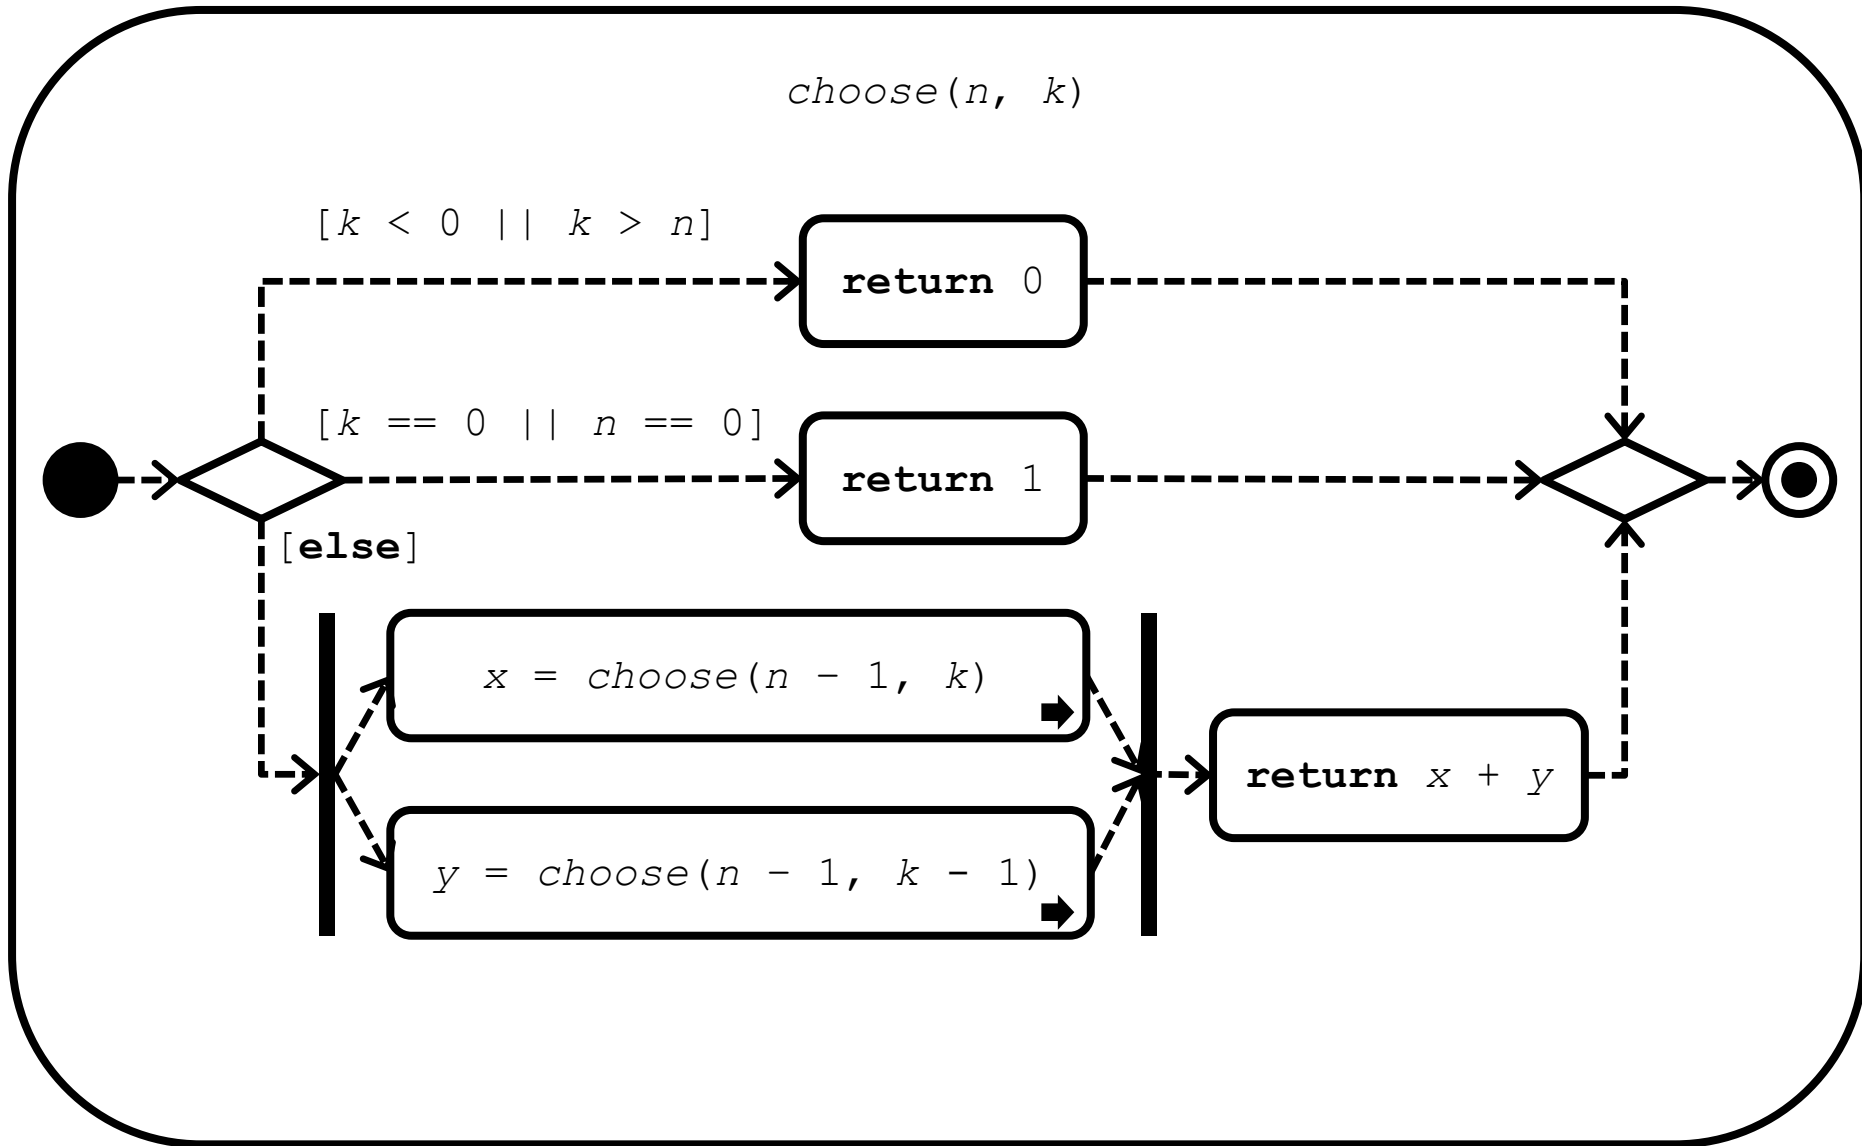 choose(n, k)
[k < 0 || k > n]
return 0
[k == 0 || n == 0]
return 1
[else]
x = choose(n − 1, k)
y = choose(n − 1, k - 1)
return x + y